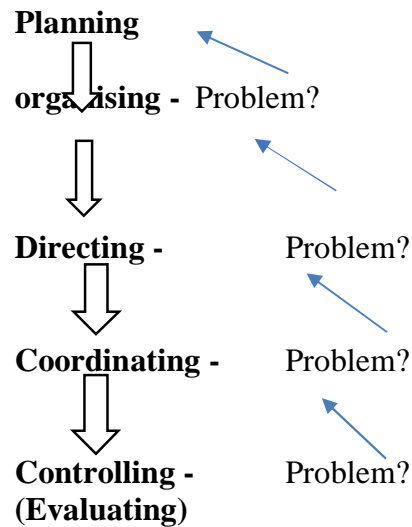 Planning
organising - Problem?
Directing - Problem?
Coordinating - Problem?
Controlling - Problem?
(Evaluating)